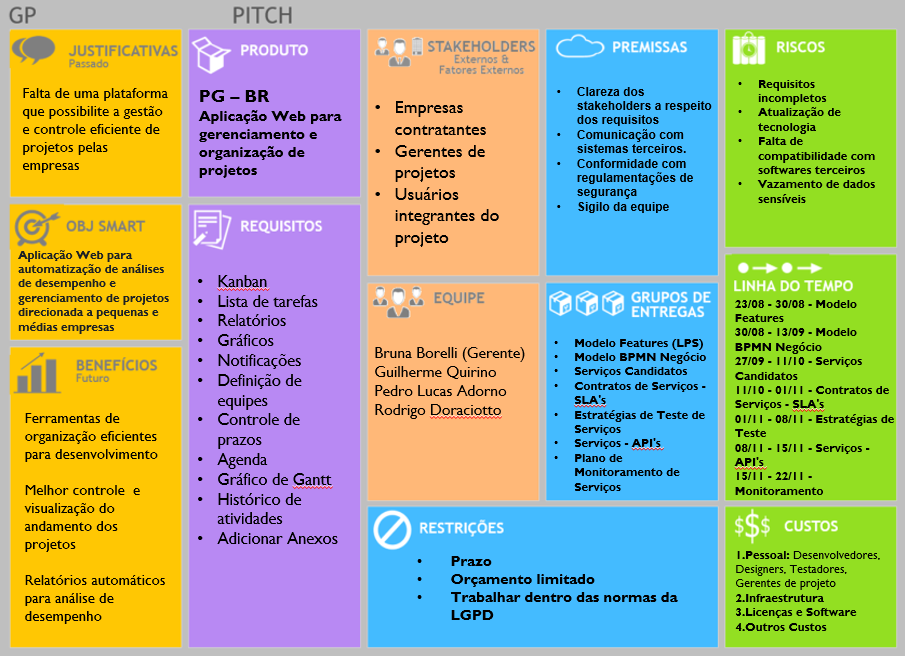 GP
PITCH
JUSTIFICATIVAS
Passado
Falta de uma plataforma
que possibilite a gestão
e controle eficiente de
projetos pelas
empresas
OBJ SMART
Aplicação Web para
automatização de análises
de desempenho e
gerenciamento de projetos
direcionada a pequenas e
médias empresas
BENEFÍCIOS
Futuro
Ferramentas de
organização eficientes
para desenvolvimento
Melhor controle e
visualização do
andamento dos
projetos
Relatórios automáticos
para análise de
desempenho
PRODUTO
PG – BR
Aplicação Web para
gerenciamento e
organização de
projetos
REQUISITOS
• Kanban
• Lista de tarefas
• Relatórios
• Gráficos
• Notificações
• Definição de
equipes
• Controle de
prazos
• Agenda
• Gráfico de Gantt
• Histórico de
atividades
• Adicionar Anexos
STAKEHOLDERS
Externos &
Fatores Externos
• Empresas
contratantes
• Gerentes de
projetos
• Usuários
integrantes do
projeto
EQUIPE
Bruna Borelli (Gerente)
Guilherme Quirino
Pedro Lucas Adorno
Rodrigo Doraciotto
PREMISSAS
• Clareza dos
stakeholders a respeito
dos requisitos
• Comunicação com
sistemas terceiros.
• Conformidade com
regulamentações de
segurança
• Sigilo da equipe
GRUPOS DE
ENTREGAS
• Modelo Features (LPS)
• Modelo BPMN Negócio
• Serviços Candidatos
• Contratos de Serviços -
SLA's
• Estratégias de Teste de
Serviços
• Serviços - API's
• Plano de
Monitoramento de
Serviços
RESTRIÇÕES
• Prazo
• Orçamento limitado
• Trabalhar dentro das normas da
LGPD
RISCOS
• Requisitos
incompletos
• Atualização de
tecnologia
• Falta de
compatibilidade com
softwares terceiros
• Vazamento de dados
sensíveis
LINHA DO TEMPO
23/08 - 30/08 - Modelo
Features
30/08 - 13/09 - Modelo
BPMN Negócio
27/09 - 11/10 - Serviços
Candidatos
11/10 - 01/11 - Contratos de
Serviços - SLA's
01/11 - 08/11 - Estratégias de
Teste
08/11 - 15/11 - Serviços -
API's
15/11 - 22/11 -
Monitoramento
$$$ CUSTOS
1.Pessoal: Desenvolvedores,
Designers, Testadores,
Gerentes de projeto
2.Infraestrutura
3.Licenças e Software
4.Outros Custos